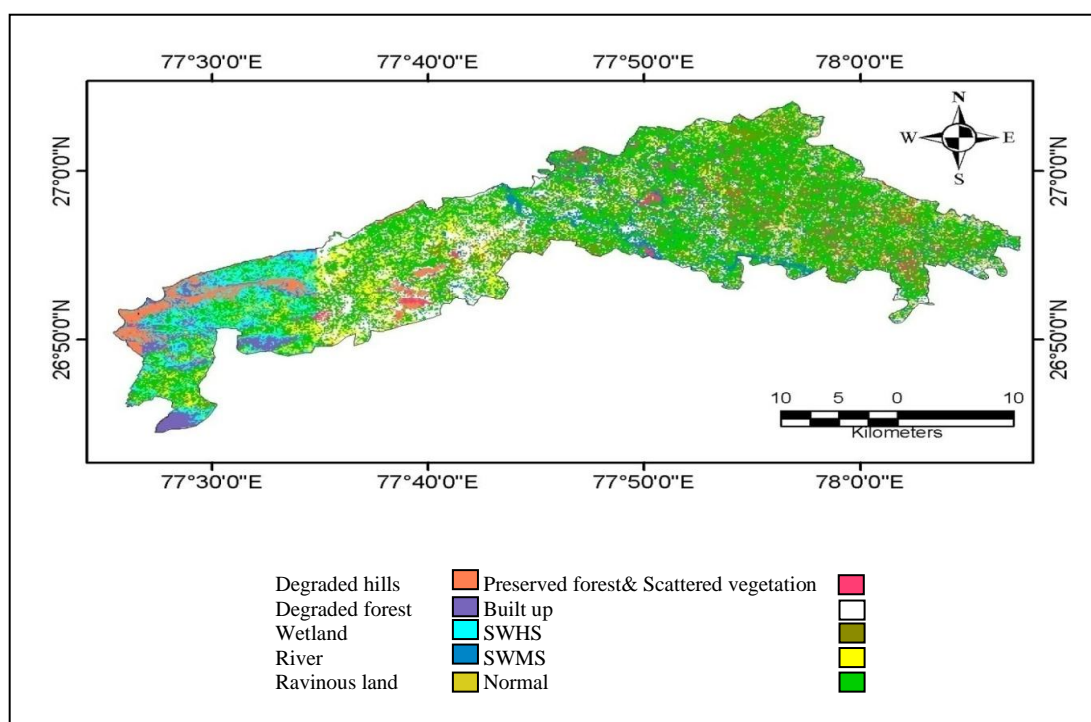 77°30'0"E 77°40'0"E 77°50'0"E 78°0'0"E
N
W E
S
27°0'0"N 27°0'0"N
26°50'0"N 26°50'0"N
10 5 0 10
Kilometers
77°30'0"E 77°40'0"E 77°50'0"E 78°0'0"E
Degraded hills Preserved forest& Scattered vegetation
Degraded forest Built up
Wetland SWHS
River SWMS
Ravinous land Normal